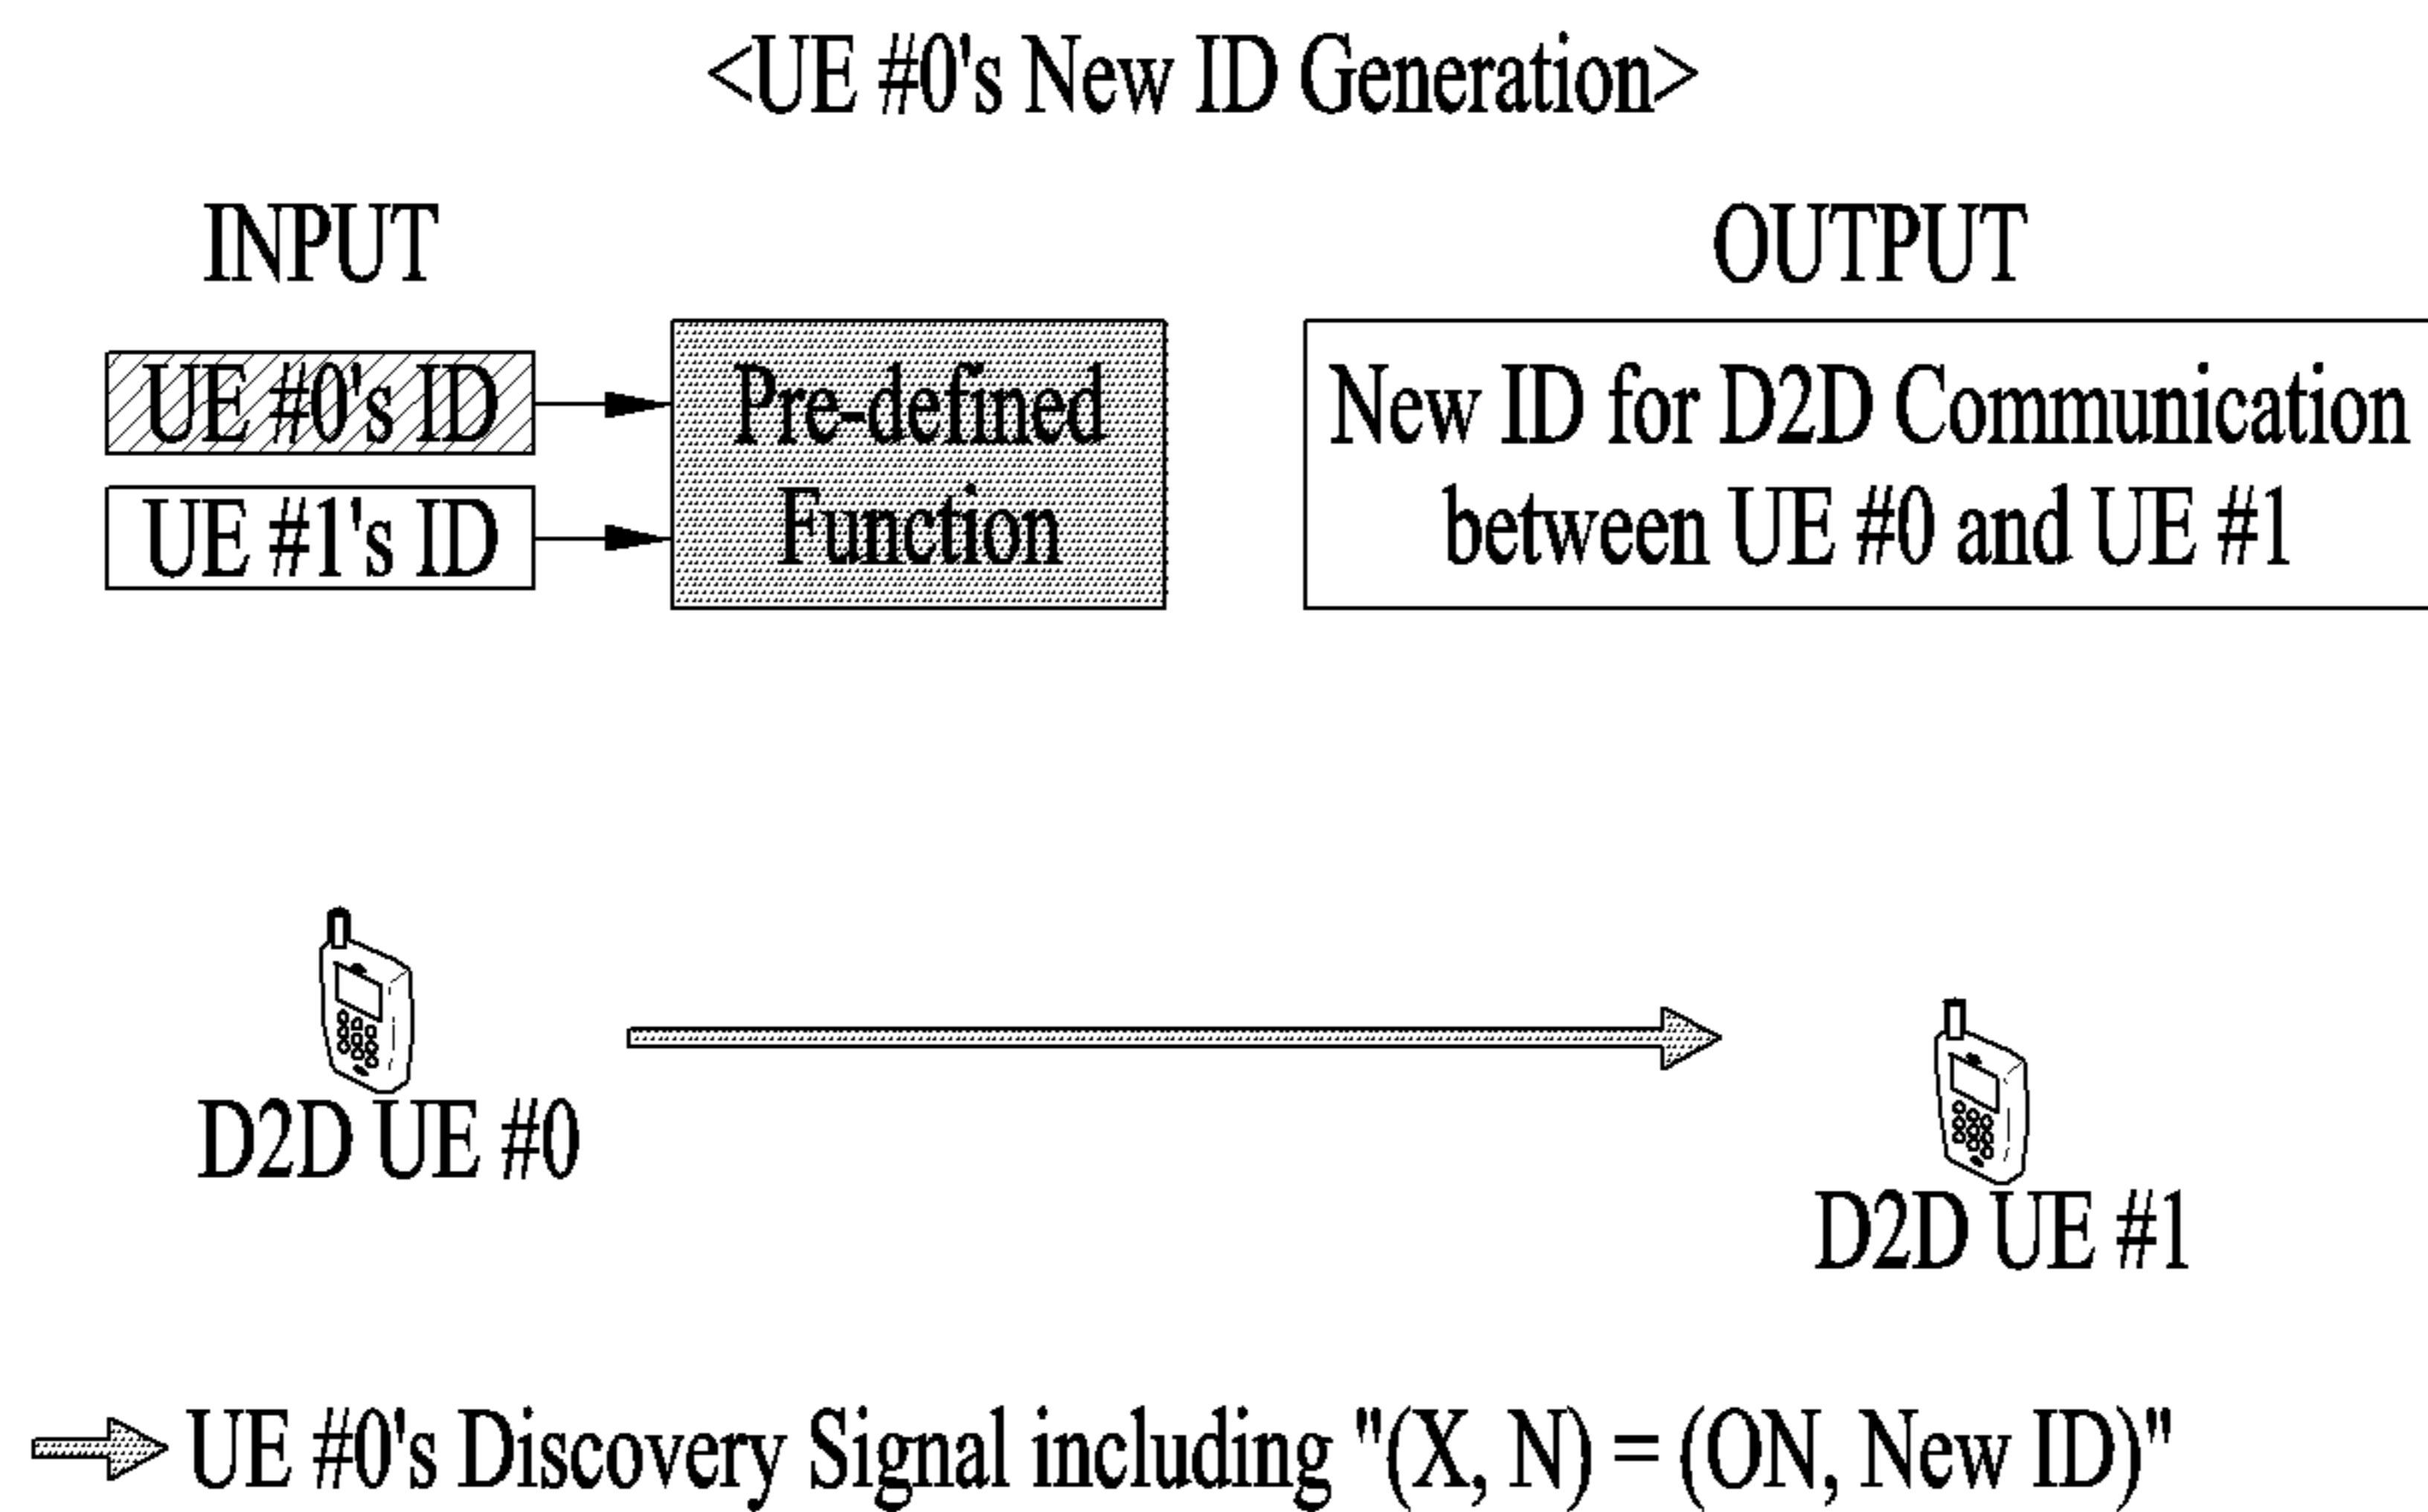 <UE #0's New ID Generation>
INPUT
OUTPUT
UE #0's ID
UE #1's ID
Pre-defined
Function
New ID for D2D Communication
between UE #0 and UE #1
D2D UE #0
D2D UE #1
UE #0's Discovery Signal including "(X, N) = (ON, New ID)"